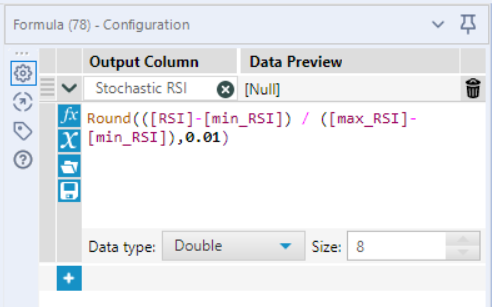 Formula (78) - Configuration
Output Column Data Preview
Stochastic RSI [Null]
fx Round(([RSI]-[min_RSI]) / ([max_RSI]-
X [min_RSI]),0.01)
Data type: Double Size: 8